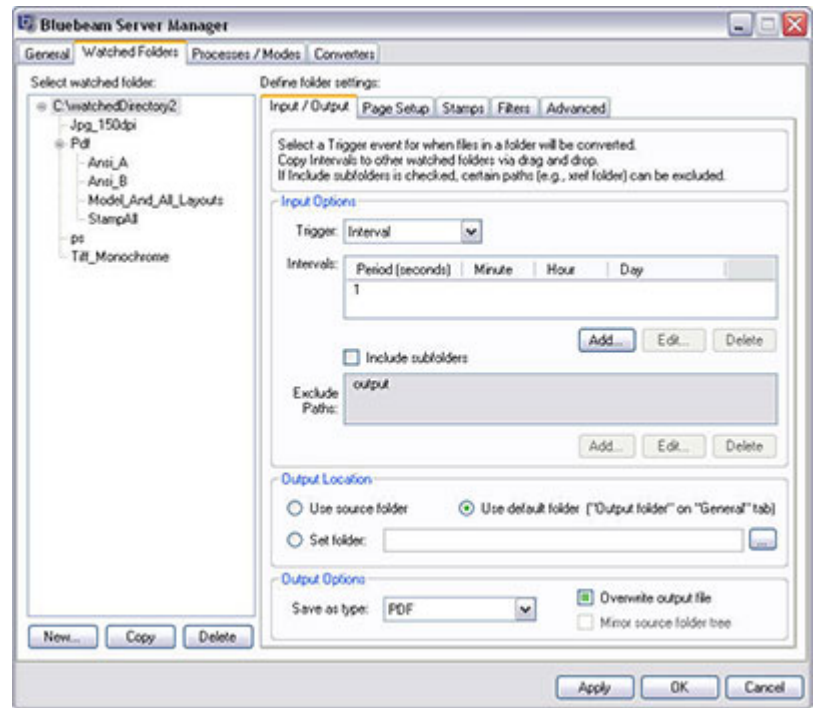 Bluebeam Server Manager
General Watched Folders Processes / Modes Converters
Select watched folder:
C:\watchedDirectory2
Jpg_150dpi
Pdf
Ansi_A
Ansi_B
Model_And_All_Layouts
StampAll
ps
Tiff_Monochrome
New... Copy Delete
Define folder settings:
Input / Output Page Setup Stamps Filters Advanced
Select a Trigger event for when files in a folder will be converted.
Copy Intervals to other watched folders via drag and drop.
If Include subfolders is checked, certain paths (e.g., xref folder) can be excluded.
Input Options
Trigger: Interval
Intervals: Period (seconds) Minute Hour Day
1
Add... Edit... Delete
Include subfolders
Exclude Paths: output
Add... Edit... Delete
Output Location
Use source folder Use default folder ("Output folder" on "General" tab)
Set folder: ...
Output Options
Save as type: PDF Overwrite output file
Mirror source folder tree
Apply OK Cancel